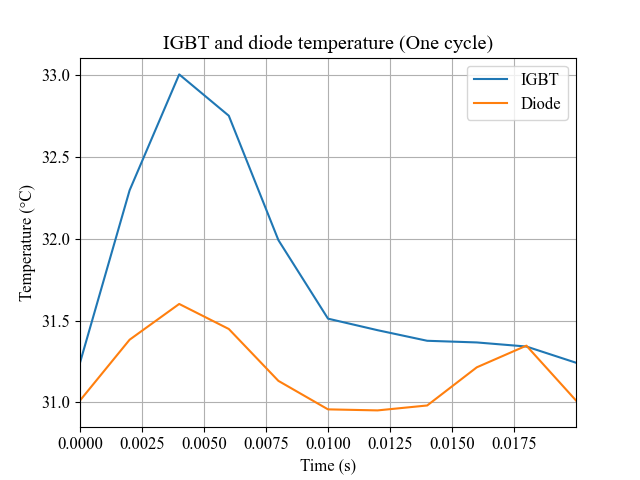 IGBT and diode temperature (One cycle)
IGBT
Diode
Temperature (°C)
33.0
32.5
32.0
31.5
31.0
0.0000 0.0025 0.0050 0.0075 0.0100 0.0125 0.0150 0.0175
Time (s)